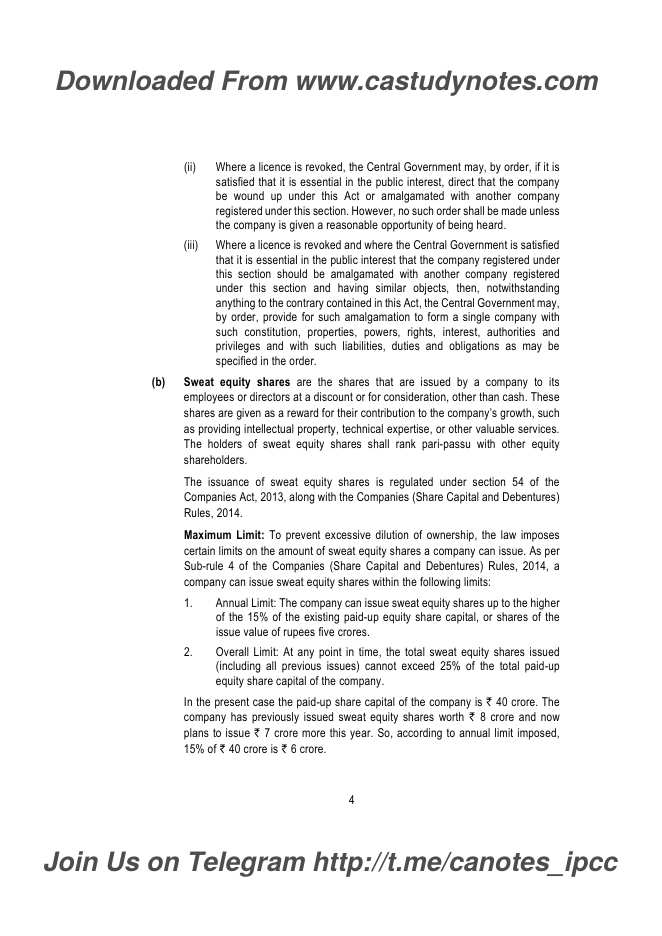 Downloaded From www.castudynotes.com
(ii) Where a licence is revoked, the Central Government may, by order, if it is
satisfied that it is essential in the public interest, direct that the company
be wound up under this Act or amalgamated with another company
registered under this section. However, no such order shall be made unless
the company is given a reasonable opportunity of being heard.
(iii) Where a licence is revoked and where the Central Government is satisfied
that it is essential in the public interest that the company registered under
this section should be amalgamated with another company registered
under this section and having similar objects, then, notwithstanding
anything to the contrary contained in this Act, the Central Government may,
by order, provide for such amalgamation to form a single company with
such constitution, properties, powers, rights, interest, authorities and
privileges and with such liabilities, duties and obligations as may be
specified in the order.
(b) Sweat equity shares are the shares that are issued by a company to its
employees or directors at a discount or for consideration, other than cash. These
shares are given as a reward for their contribution to the company's growth, such
as providing intellectual property, technical expertise, or other valuable services.
The holders of sweat equity shares shall rank pari-passu with other equity
shareholders.
The issuance of sweat equity shares is regulated under section 54 of the
Companies Act, 2013, along with the Companies (Share Capital and Debentures)
Rules, 2014.
Maximum Limit: To prevent excessive dilution of ownership, the law imposes
certain limits on the amount of sweat equity shares a company can issue. As per
Sub-rule 4 of the Companies (Share Capital and Debentures) Rules, 2014, a
company can issue sweat equity shares within the following limits:
1. Annual Limit: The company can issue sweat equity shares up to the higher
of the 15% of the existing paid-up equity share capital, or shares of the
issue value of rupees five crores.
2. Overall Limit: At any point in time, the total sweat equity shares issued
(including all previous issues) cannot exceed 25% of the total paid-up
equity share capital of the company.
In the present case the paid-up share capital of the company is ₹ 40 crore. The
company has previously issued sweat equity shares worth ₹ 8 crore and now
plans to issue ₹ 7 crore more this year. So, according to annual limit imposed,
15% of ₹ 40 crore is ₹ 6 crore.
4
Join Us on Telegram http://t.me/canotes_ipcc